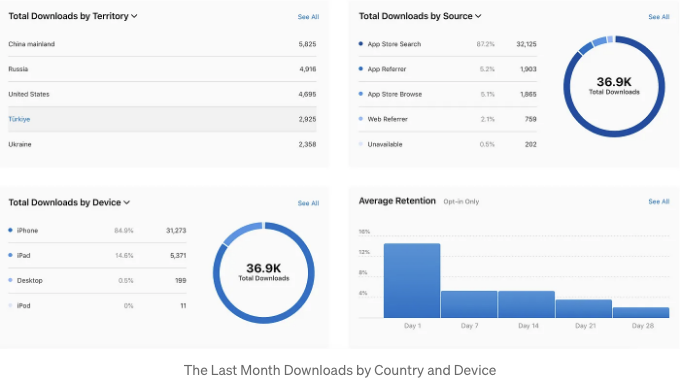 Total Downloads by Territory
See All
China mainland 5,825
Russia 4,916
United States 4,695
Türkiye 2,925
Ukraine 2,358
Total Downloads by Source
See All
App Store Search 87.2% 32,125
App Referrer 5.2% 1,903
App Store Browse 5.1% 1,865
Web Referrer 2.1% 759
Unavailable 0.5% 202
36.9K
Total Downloads
Total Downloads by Device
See All
iPhone 84.9% 31,273
iPad 14.6% 5,371
Desktop 0.5% 199
iPod 0% 11
36.9K
Total Downloads
Average Retention Opt-in Only
See All
16%
12%
8%
4%
Day 1 Day 7 Day 14 Day 21 Day 28
The Last Month Downloads by Country and Device